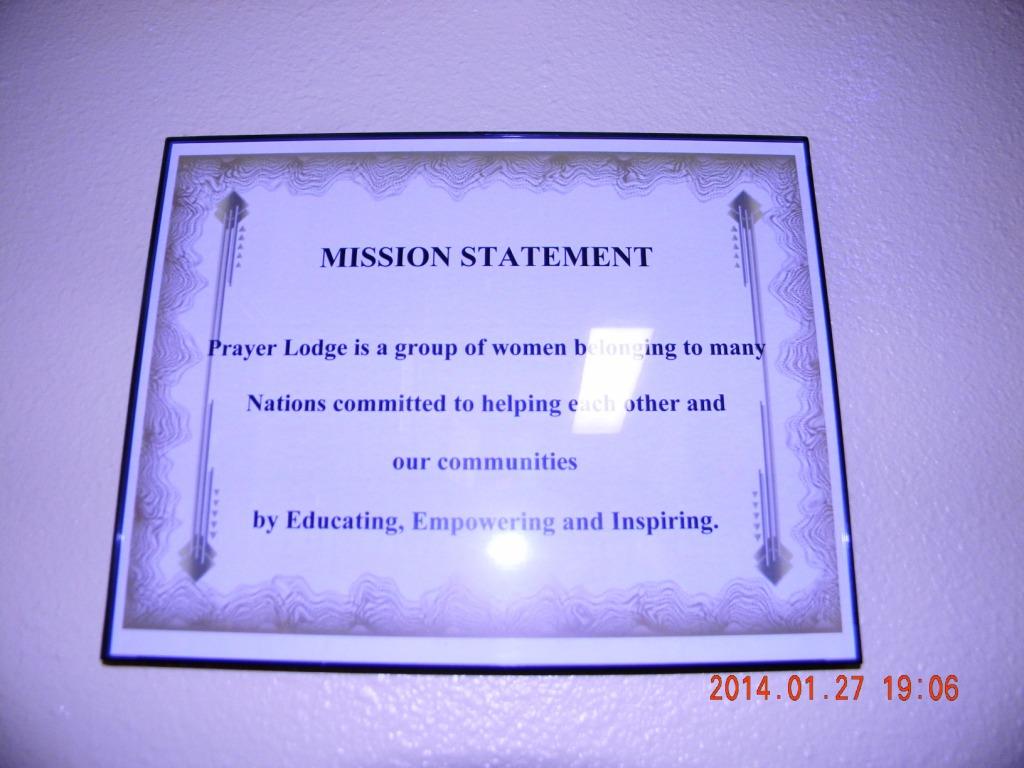 MISSION STATEMENT
Prayer Lodge is a group of women belonging to many
Nations committed to helping each other and
our communities
by Educating, Empowering and Inspiring.
2014.01.27 19:06